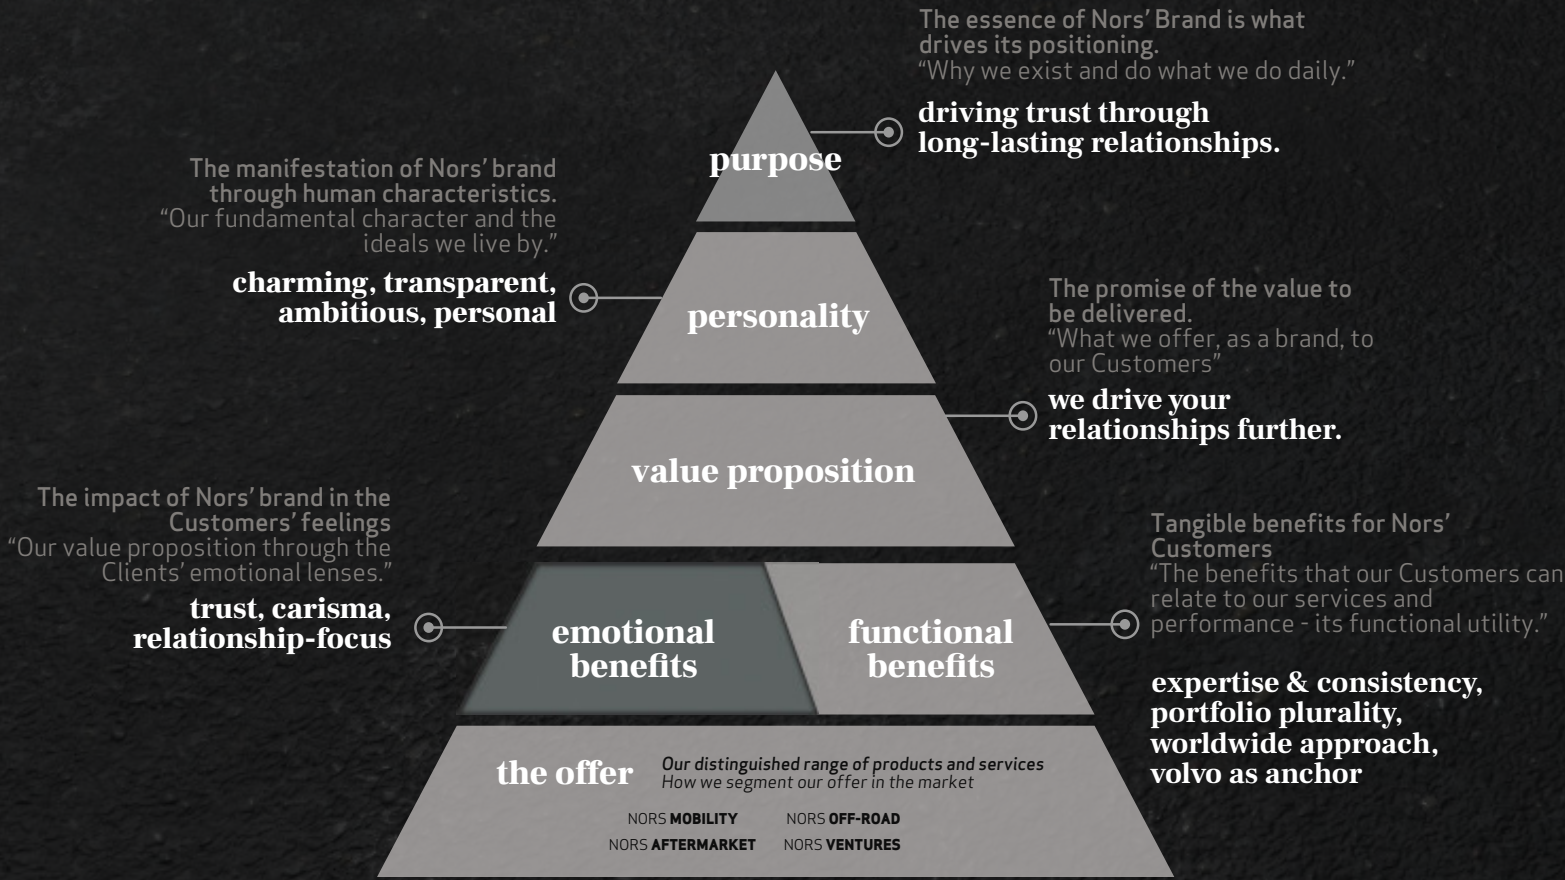 The essence of Nors’ Brand is what
drives its positioning.
“Why we exist and do what we do daily.”
driving trust through
long-lasting relationships.
purpose
The manifestation of Nors’ brand
through human characteristics.
“Our fundamental character and the
ideals we live by.”
charming, transparent,
ambitious, personal
personality
The promise of the value to
be delivered.
“What we offer, as a brand, to
our Customers”
we drive your
relationships further.
value proposition
The impact of Nors’ brand in the
Customers’ feelings
“Our value proposition through the
Clients’ emotional lenses.”
trust, carisma,
relationship-focus
emotional
benefits
functional
benefits
Tangible benefits for Nors’
Customers
“The benefits that our Customers can
relate to our services and
performance - its functional utility.”
expertise & consistency,
portfolio plurality,
worldwide approach,
volvo as anchor
the offer
Our distinguished range of products and services
How we segment our offer in the market
NORS MOBILITY
NORS OFF-ROAD
NORS AFTERMARKET
NORS VENTURES